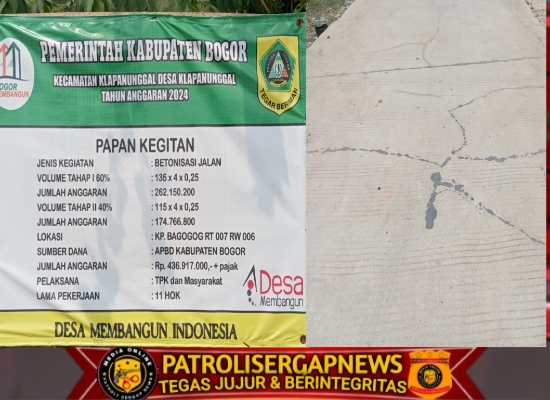 PEMERINTAH KABUPATEN BOGOR
KECAMATAN KLAPANUNGGAL DESA KLAPANUNGGAL
TAHUN ANGGARAN 2024
BOGOR
MEMBANGUN
TEGAR BERIMAN
PAPAN KEGITAN
JENIS KEGIATAN : BETONISASI JALAN
VOLUME TAHAP I 60% : 135 x 4 x 0,25
JUMLAH ANGGARAN : 262.150.200
VOLUME TAHAP II 40% : 115 x 4 x 0,25
JUMLAH ANGGARAN : 174.766.800
LOKASI : KP. BAGOGOG RT 007 RW 006
SUMBER DANA : APBD KABUPATEN BOGOR
JUMLAH ANGGARAN : Rp. 436.917.000,- + pajak
PELAKSANA : TPK dan Masyarakat
LAMA PEKERJAAN : 11 HOK
Desa
Membangun
DESA MEMBANGUN INDONESIA
MEDIA ONLINE
PATROLISERGAPNEWS
TEGAS JUJUR & BERINTEGRITAS